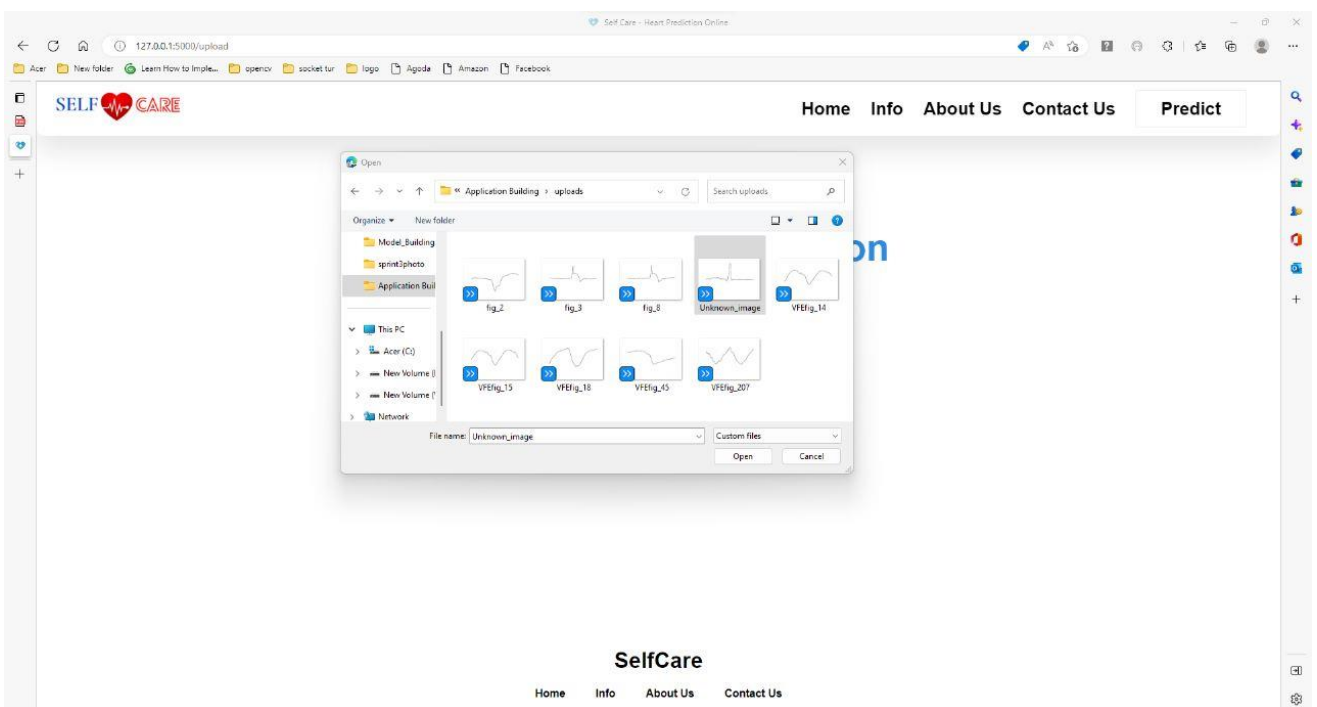 Self Care - Heart Prediction Online
127.0.0.1:5000/upload
Acer New folder Learn How to Imple... opencv socket tur logo Agoda Amazon Facebook
SELF CARE Home Info About Us Contact Us Predict
Open
« Application Building › uploads Search uploads
Organize New folder
Model_Building
sprint3photo
on
Application Buil
fig_2 fig_3 fig_8 Unknown_image VFEfig_14
This PC
Acer (C:)
New Volume (
VFEfig_15 VFEfig_18 VFEfig_45 VFEfig_207
New Volume ("
Network
File name: Unknown_image Custom files
Open Cancel
SelfCare
Home Info About Us Contact Us